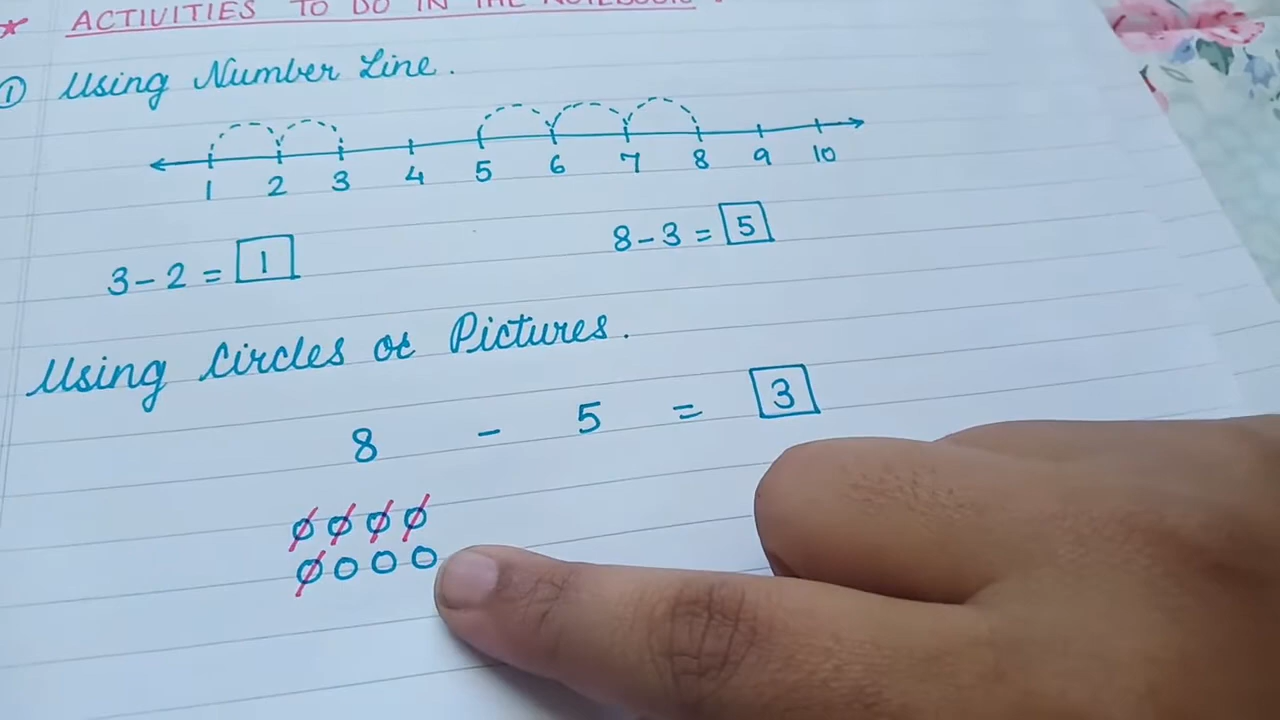 * ACTIVITIES TO DO IN THE NOTEBOOK.
① Using Number Line.
1 2 3 4 5 6 7 8 9 10
3 - 2 = 1
8 - 3 = 5
Using Circles or Pictures.
8 - 5 = 3